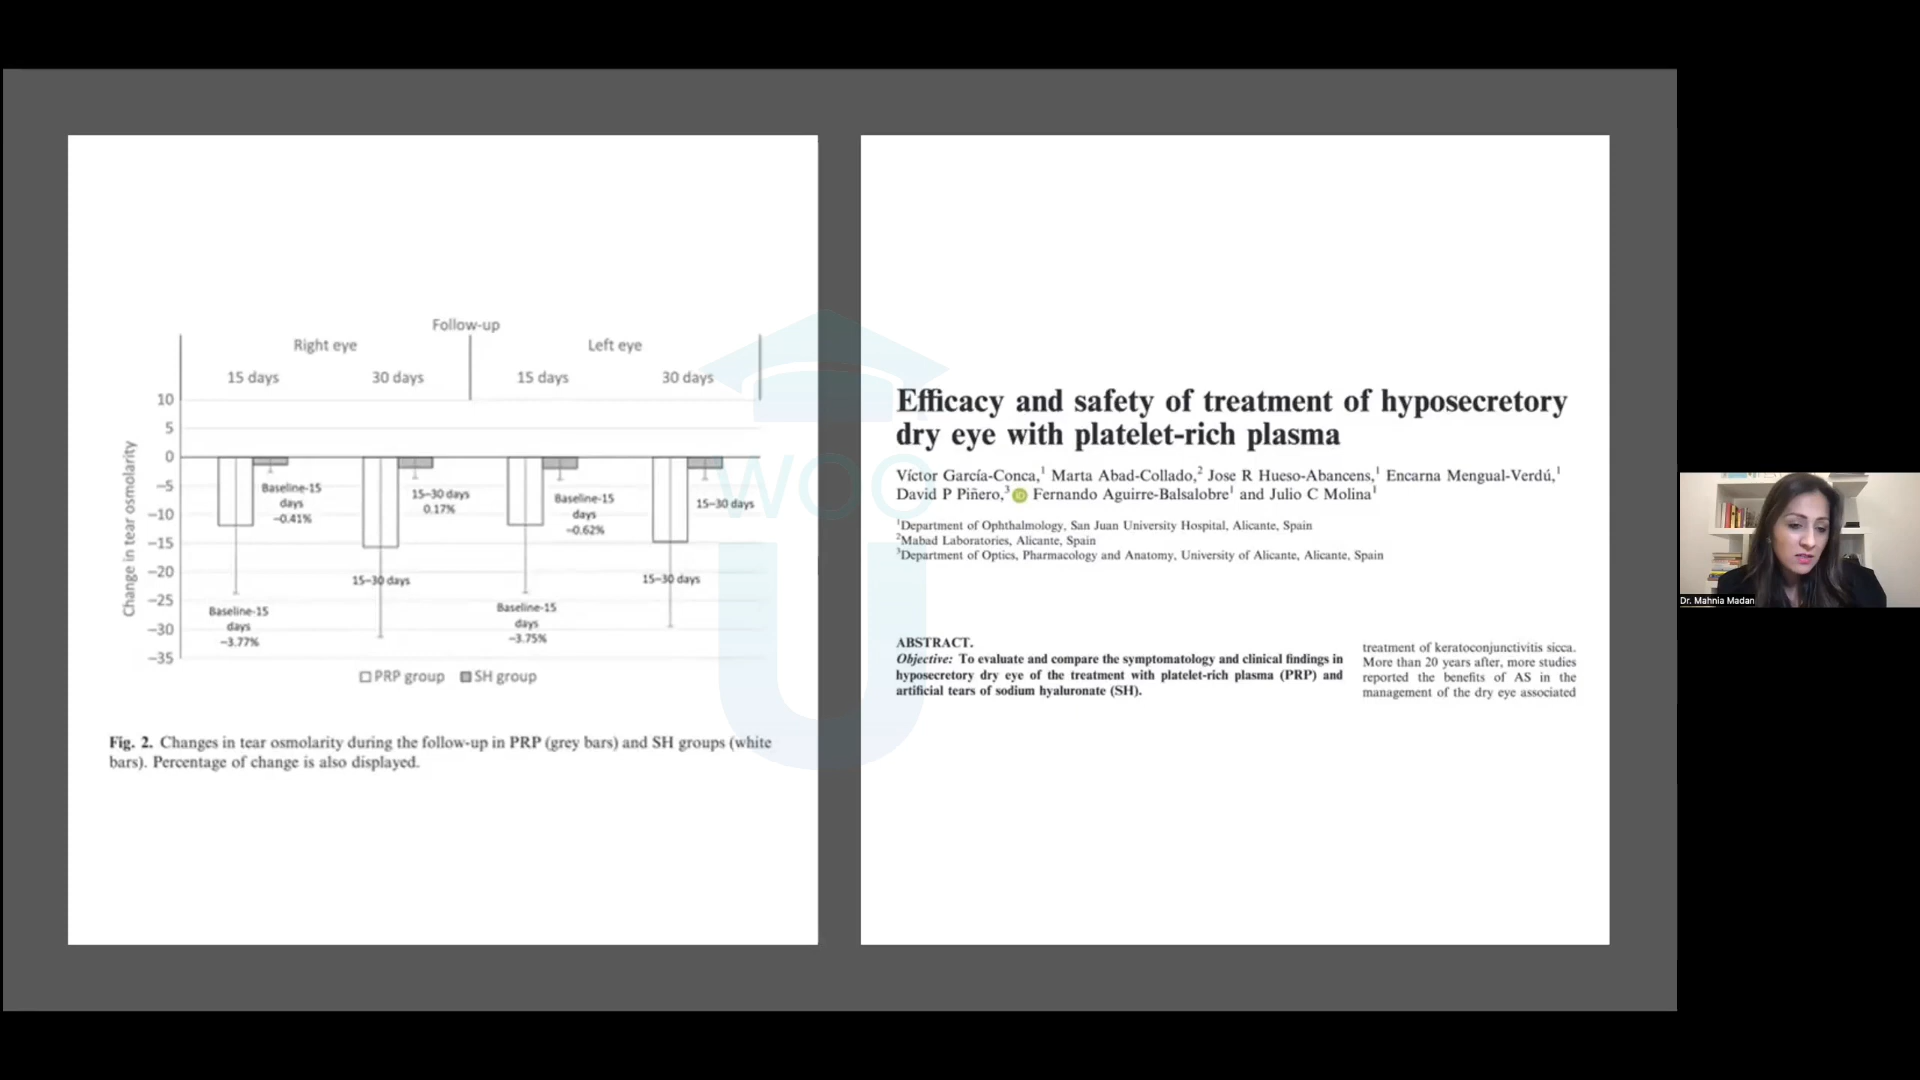 Follow-up
Right eye
Left eye
15 days
30 days
15 days
30 days
10
5
0
−5
−10
−15
−20
−25
−30
−35
Change in tear osmolarity
Baseline-15
days
−0.41%
15–30 days
0.17%
Baseline-15
days
−0.62%
15–30 days
15–30 days
15–30 days
Baseline-15
days
−3.77%
Baseline-15
days
−3.75%
PRP group
SH group
Fig. 2. Changes in tear osmolarity during the follow-up in PRP (grey bars) and SH groups (white
bars). Percentage of change is also displayed.
WOO
U
Efficacy and safety of treatment of hyposecretory
dry eye with platelet-rich plasma
Víctor García-Conca,1 Marta Abad-Collado,2 Jose R Hueso-Abancens,1 Encarna Mengual-Verdú,1
David P Piñero,3 iD Fernando Aguirre-Balsalobre1 and Julio C Molina1
1Department of Ophthalmology, San Juan University Hospital, Alicante, Spain
2Mabad Laboratories, Alicante, Spain
3Department of Optics, Pharmacology and Anatomy, University of Alicante, Alicante, Spain
ABSTRACT.
Objective: To evaluate and compare the symptomatology and clinical findings in
hyposecretory dry eye of the treatment with platelet-rich plasma (PRP) and
artificial tears of sodium hyaluronate (SH).
treatment of keratoconjunctivitis sicca.
More than 20 years after, more studies
reported the benefits of AS in the
management of the dry eye associated
Dr. Mahnia Madan